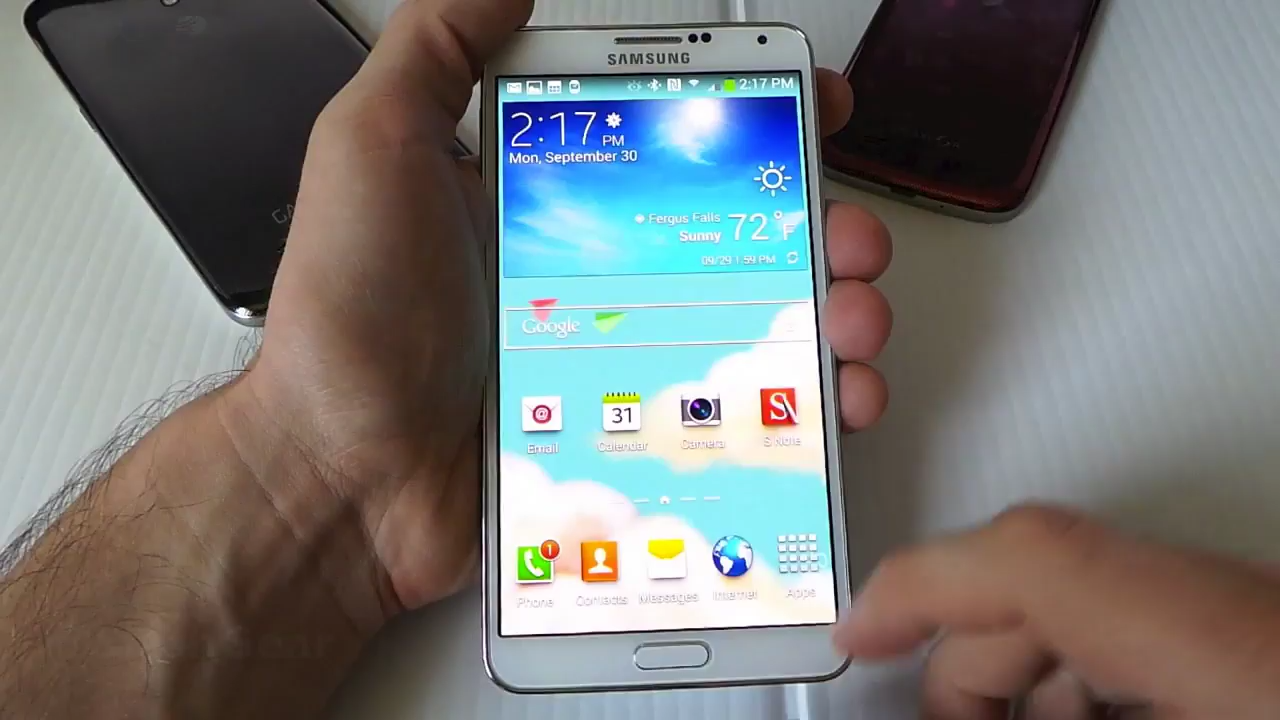 SAMSUNG
2:17 PM
2:17 PM
Mon, September 30
Fergus Falls
Sunny
72°F
09/29 1:59 PM
Google
Email
31
Calendar
Camera
S Note
1
Phone
Contacts
Messages
Internet
Apps